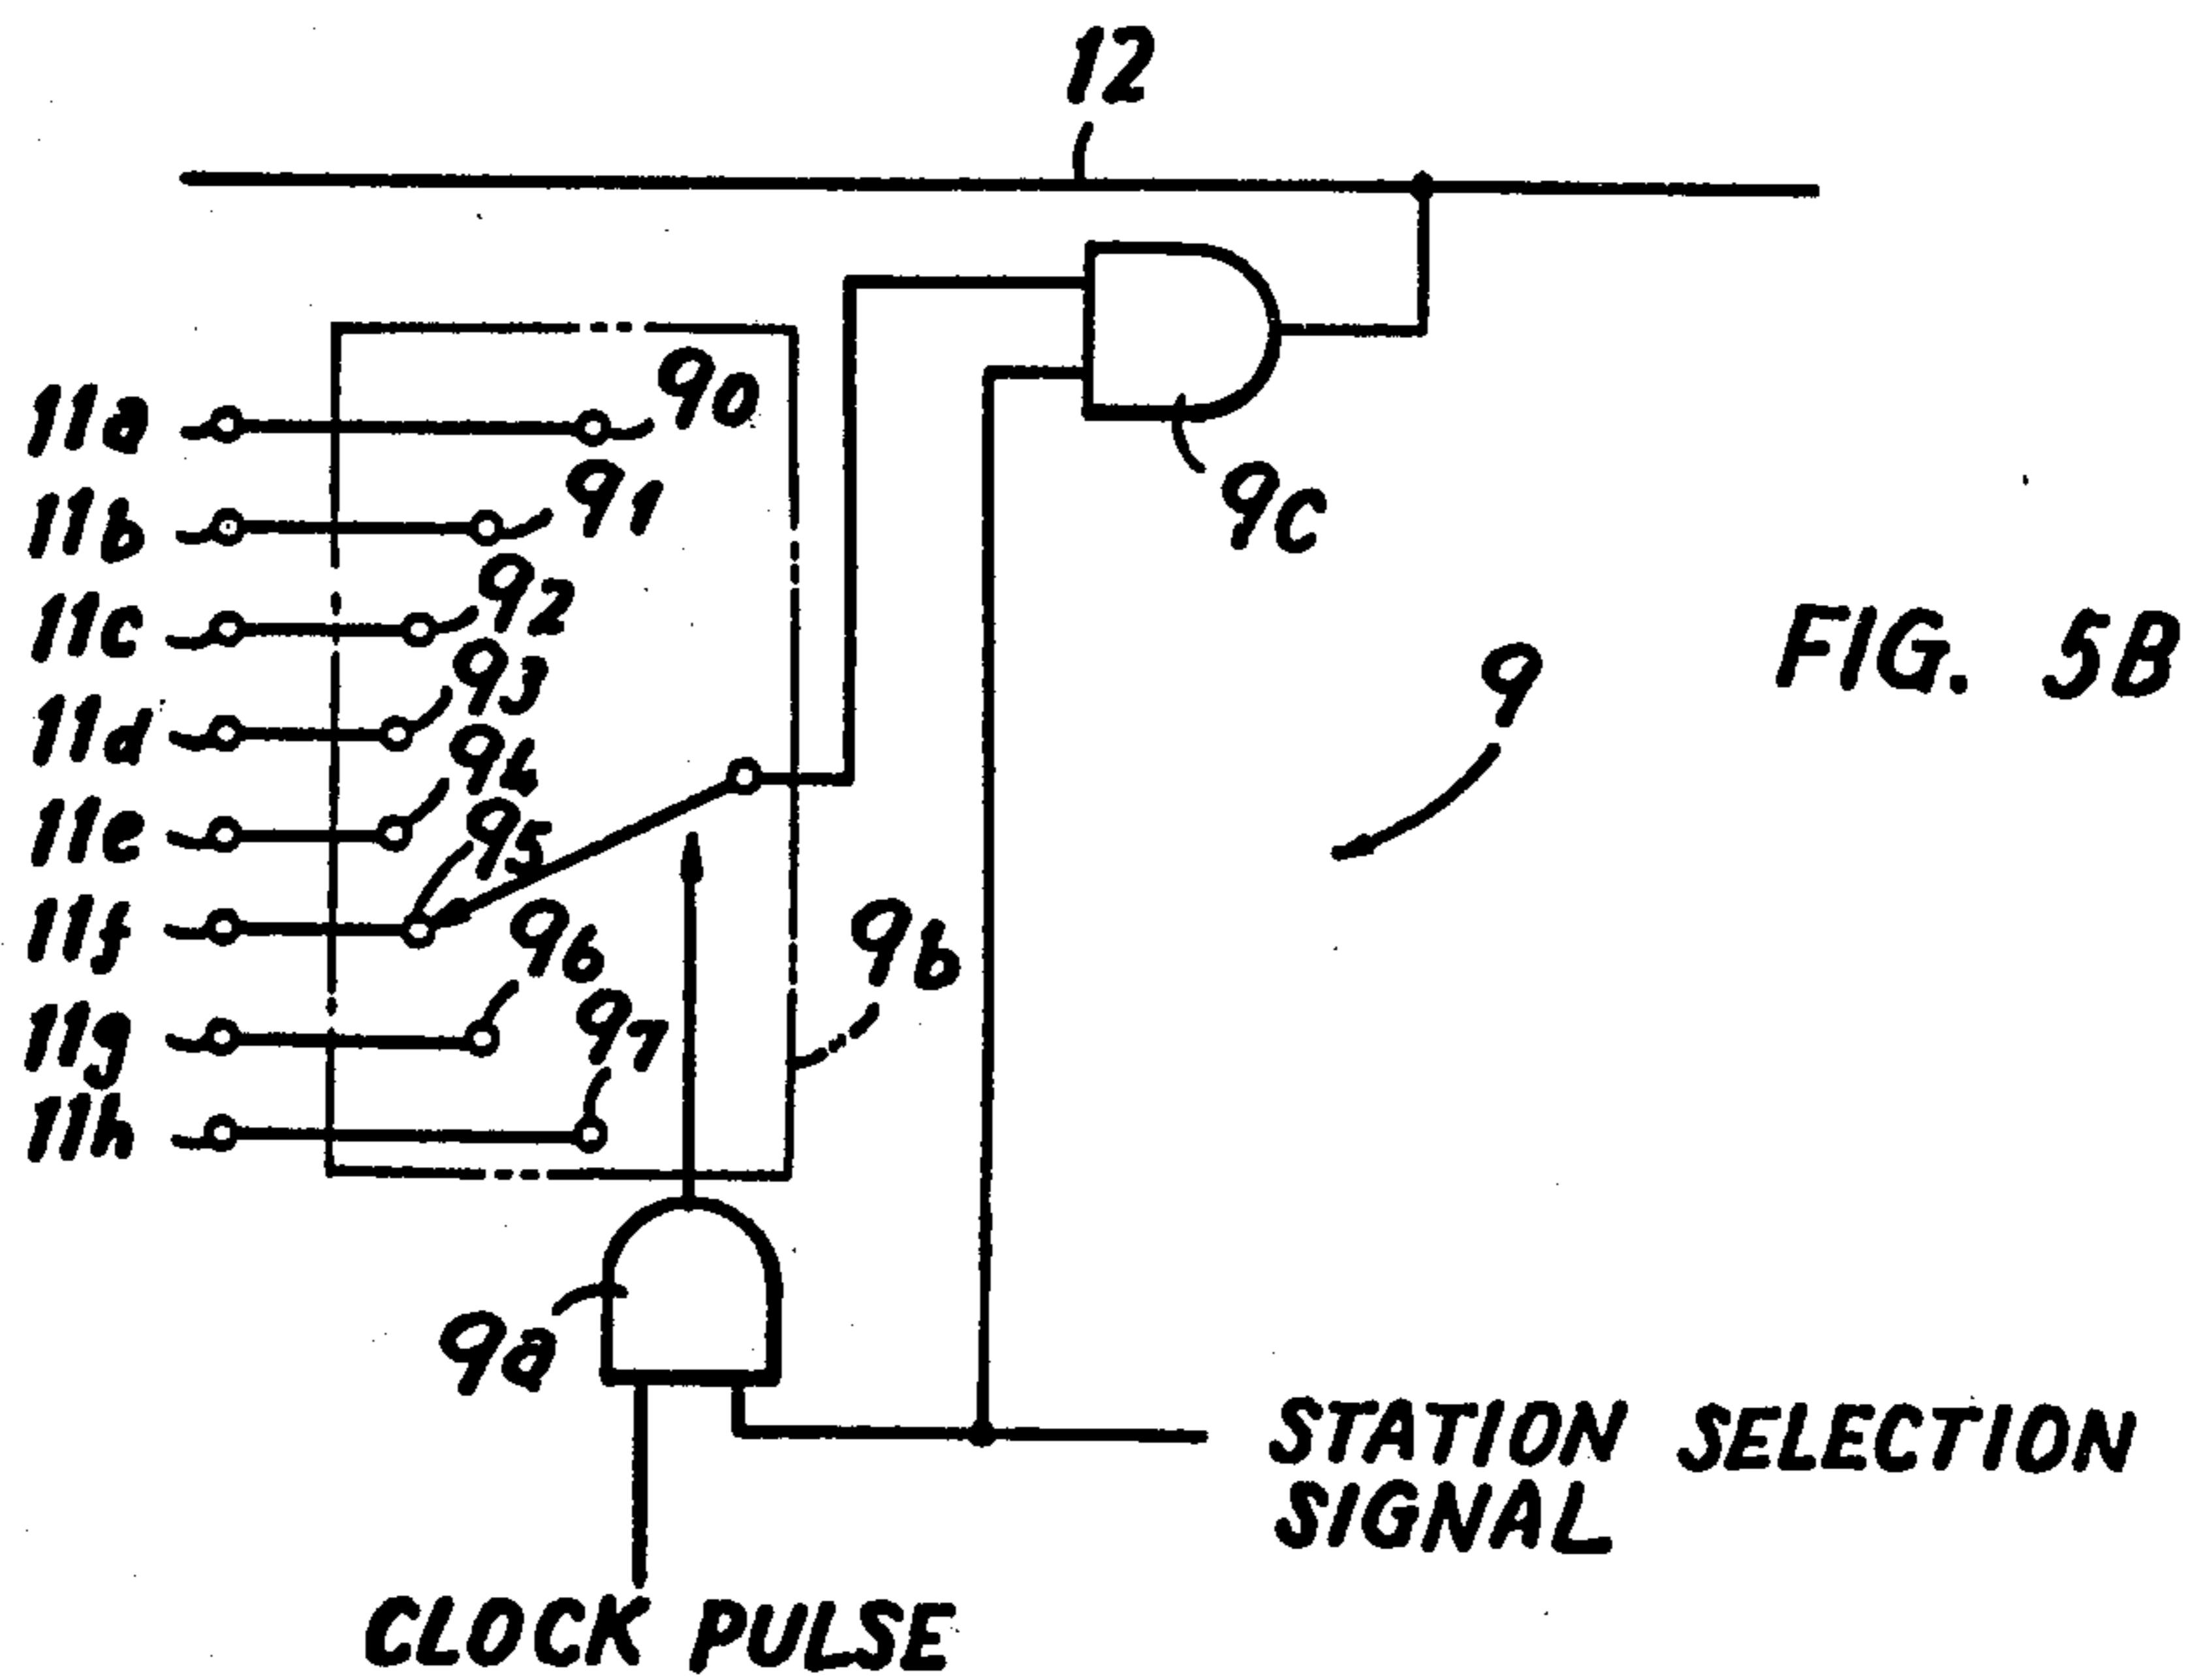 12
11a
90
11b
91
9c
11c
92
FIG. 5B
93
9
11d
94
11e
95
11f
96
9b
11g
97
11h
9a
STATION SELECTION
SIGNAL
CLOCK PULSE